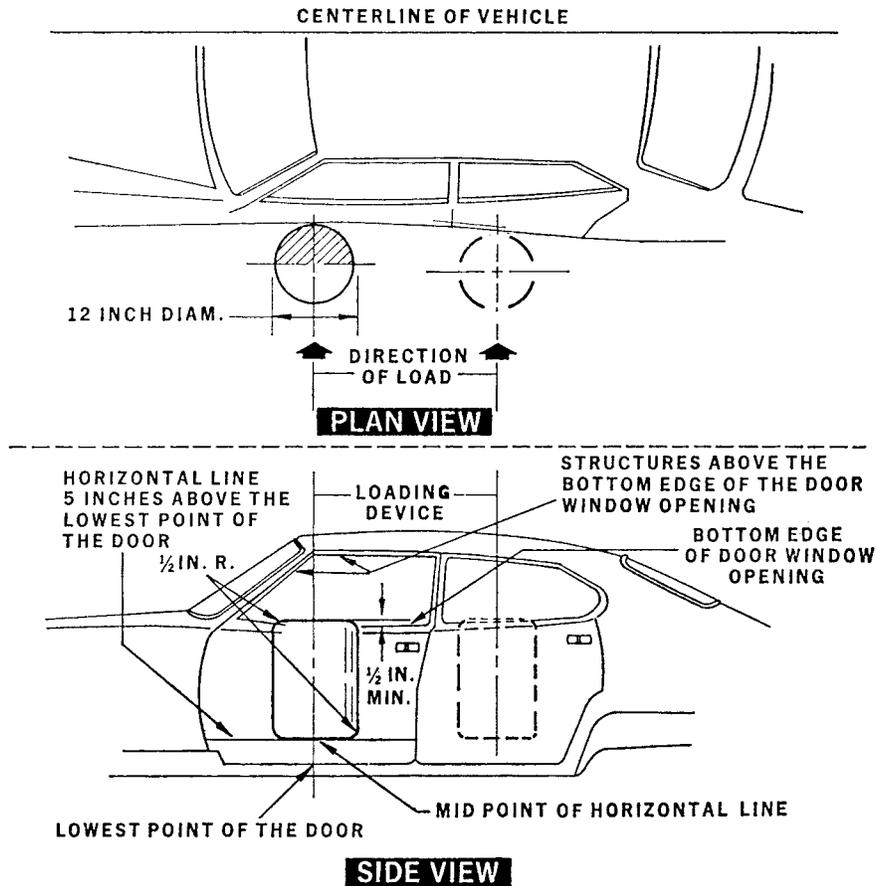 CENTERLINE OF VEHICLE
12 INCH DIAM.
DIRECTION
OF LOAD
PLAN VIEW
HORIZONTAL LINE
5 INCHES ABOVE THE
LOWEST POINT OF
THE DOOR
½ IN. R.
LOADING
DEVICE
STRUCTURES ABOVE THE
BOTTOM EDGE OF THE DOOR
WINDOW OPENING
BOTTOM EDGE
OF DOOR WINDOW
OPENING
½ IN.
MIN.
MID POINT OF HORIZONTAL LINE
LOWEST POINT OF THE DOOR
SIDE VIEW